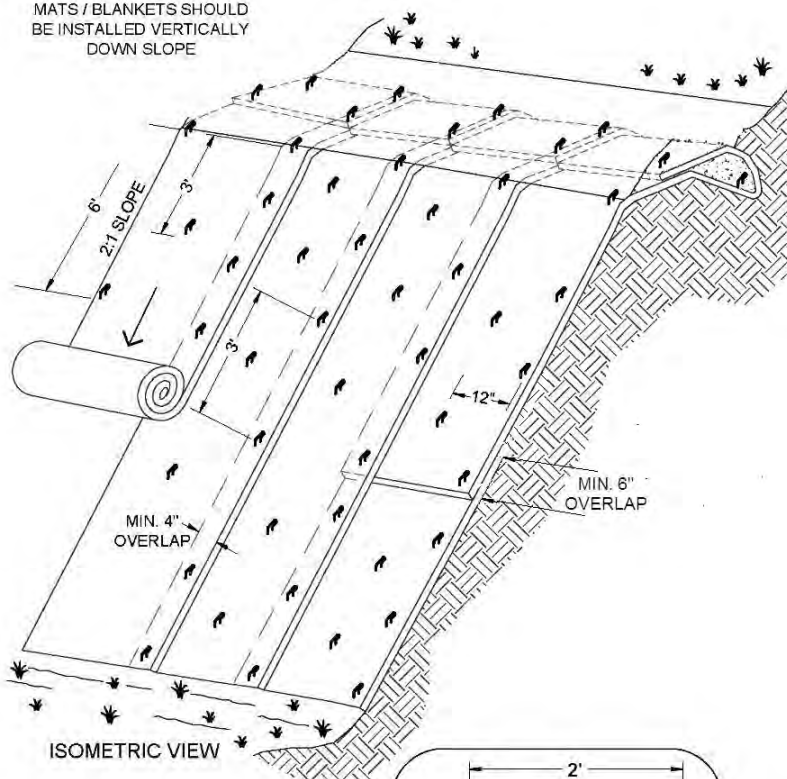 MATS / BLANKETS SHOULD
BE INSTALLED VERTICALLY
DOWN SLOPE
6'
2:1 SLOPE
3'
3'
12"
MIN. 6"
OVERLAP
MIN. 4"
OVERLAP
ISOMETRIC VIEW
2'